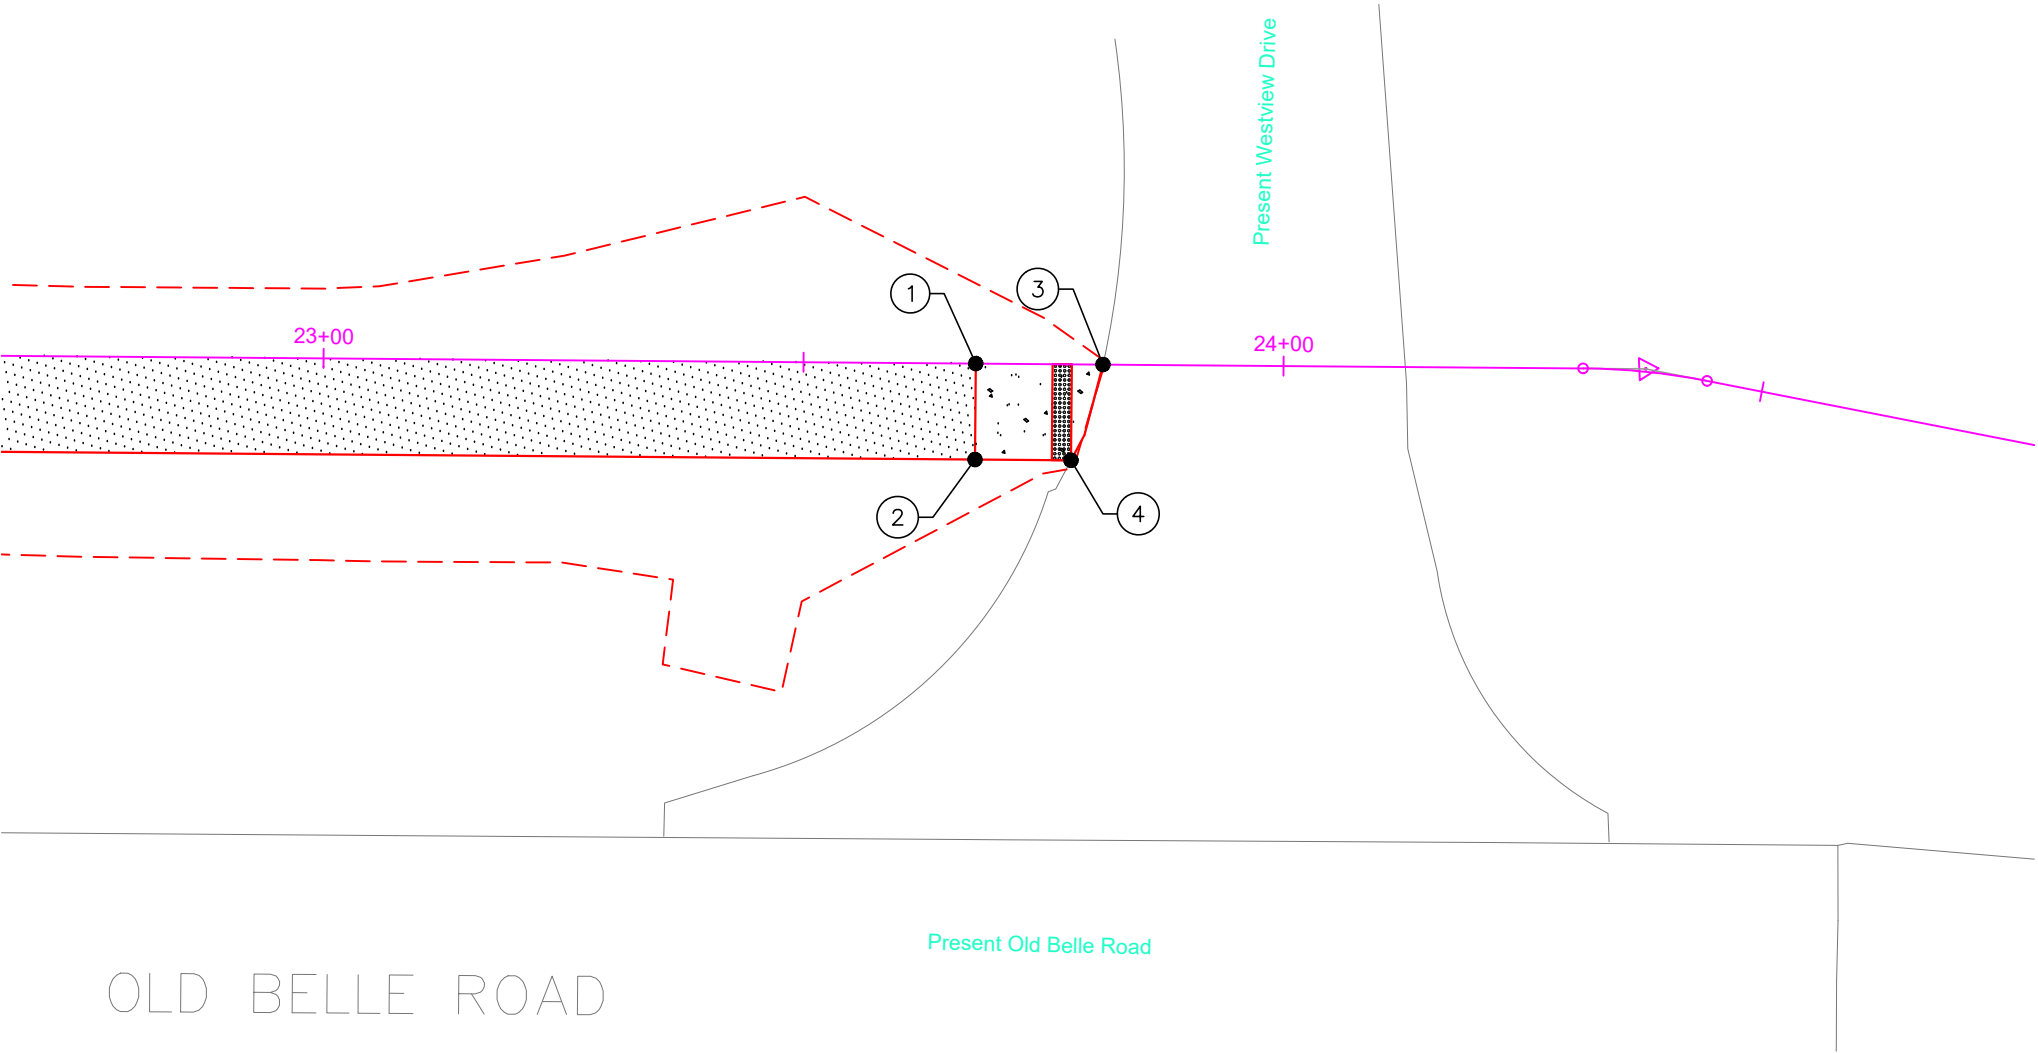 Present Westview Drive
1
3
23+00
24+00
2
4
Present Old Belle Road
OLD BELLE ROAD